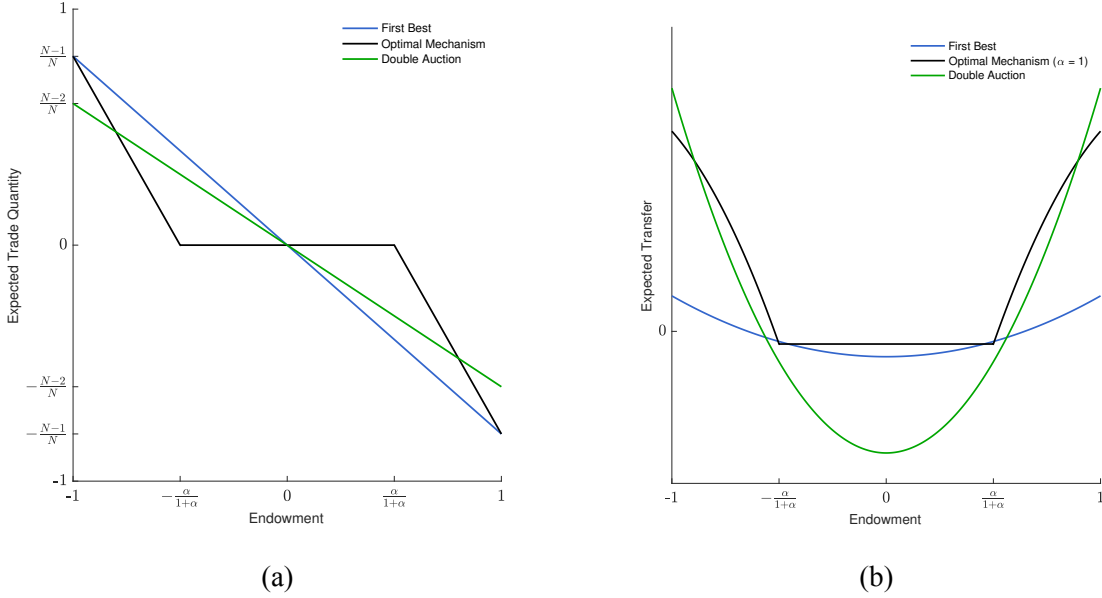 1
First Best
Optimal Mechanism
Double Auction
N−1/N
N−2/N
0
−N−2/N
−N−1/N
-1
Expected Trade Quantity
-1
−α/1+α
0
α/1+α
1
Endowment
(a)
First Best
Optimal Mechanism (α = 1)
Double Auction
Expected Transfer
0
-1
−α/1+α
0
α/1+α
1
Endowment
(b)